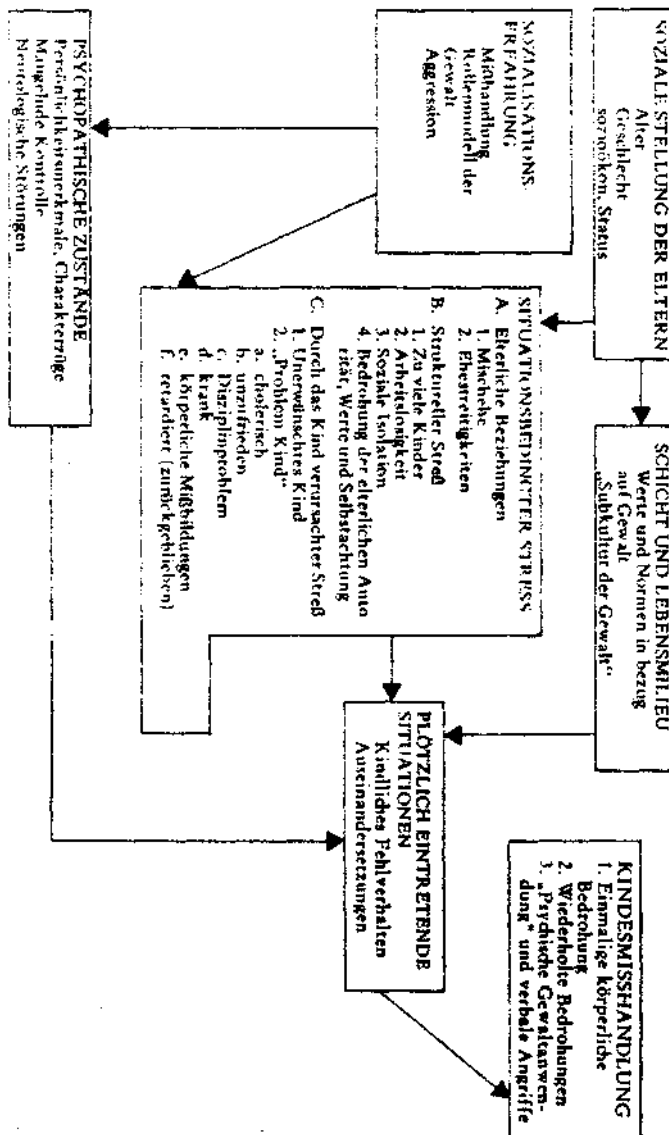 SOZIALE STELLUNG DER ELTERN
Alter
Geschlecht
sozioökon. Status
SCHICHT UND LEBENSMILIEU
Werte und Normen in bezug
auf Gewalt
„Subkultur der Gewalt“
SOZIALISATIONS-
ERFAHRUNG
Mißhandlung
Rollenmodell der
Gewalt
Aggression
SITUATIONSBEDINGTER STRESS
A. Elterliche Beziehungen
1. Mischehe
2. Ehestreitigkeiten
B. Struktureller Streß
1. Zu viele Kinder
2. Arbeitslosigkeit
3. Soziale Isolation
4. Bedrohung der elterlichen Auto
rität, Werte und Selbstachtung
C. Durch das Kind verursachter Streß
1. Unerwünschtes Kind
2. „Problem Kind“
a. cholerisch
b. unzufrieden
c. Disziplinproblem
d. krank
e. körperliche Mißbildungen
f. retardiert (zurückgeblieben)
PSYCHOPATHISCHE ZUSTÄNDE
Persönlichkeitsmerkmale, Charakterzüge
Mangelnde Kontrolle
Neurologische Störungen
PLÖTZLICH EINTRETENDE
SITUATIONEN
Kindliches Fehlverhalten
Auseinandersetzungen
KINDESMISSHANDLUNG
1. Einmalige körperliche
Bedrohung
2. Wiederholte Bedrohungen
3. „Psychische Gewaltanwen-
dung“ und verbale Angriffe